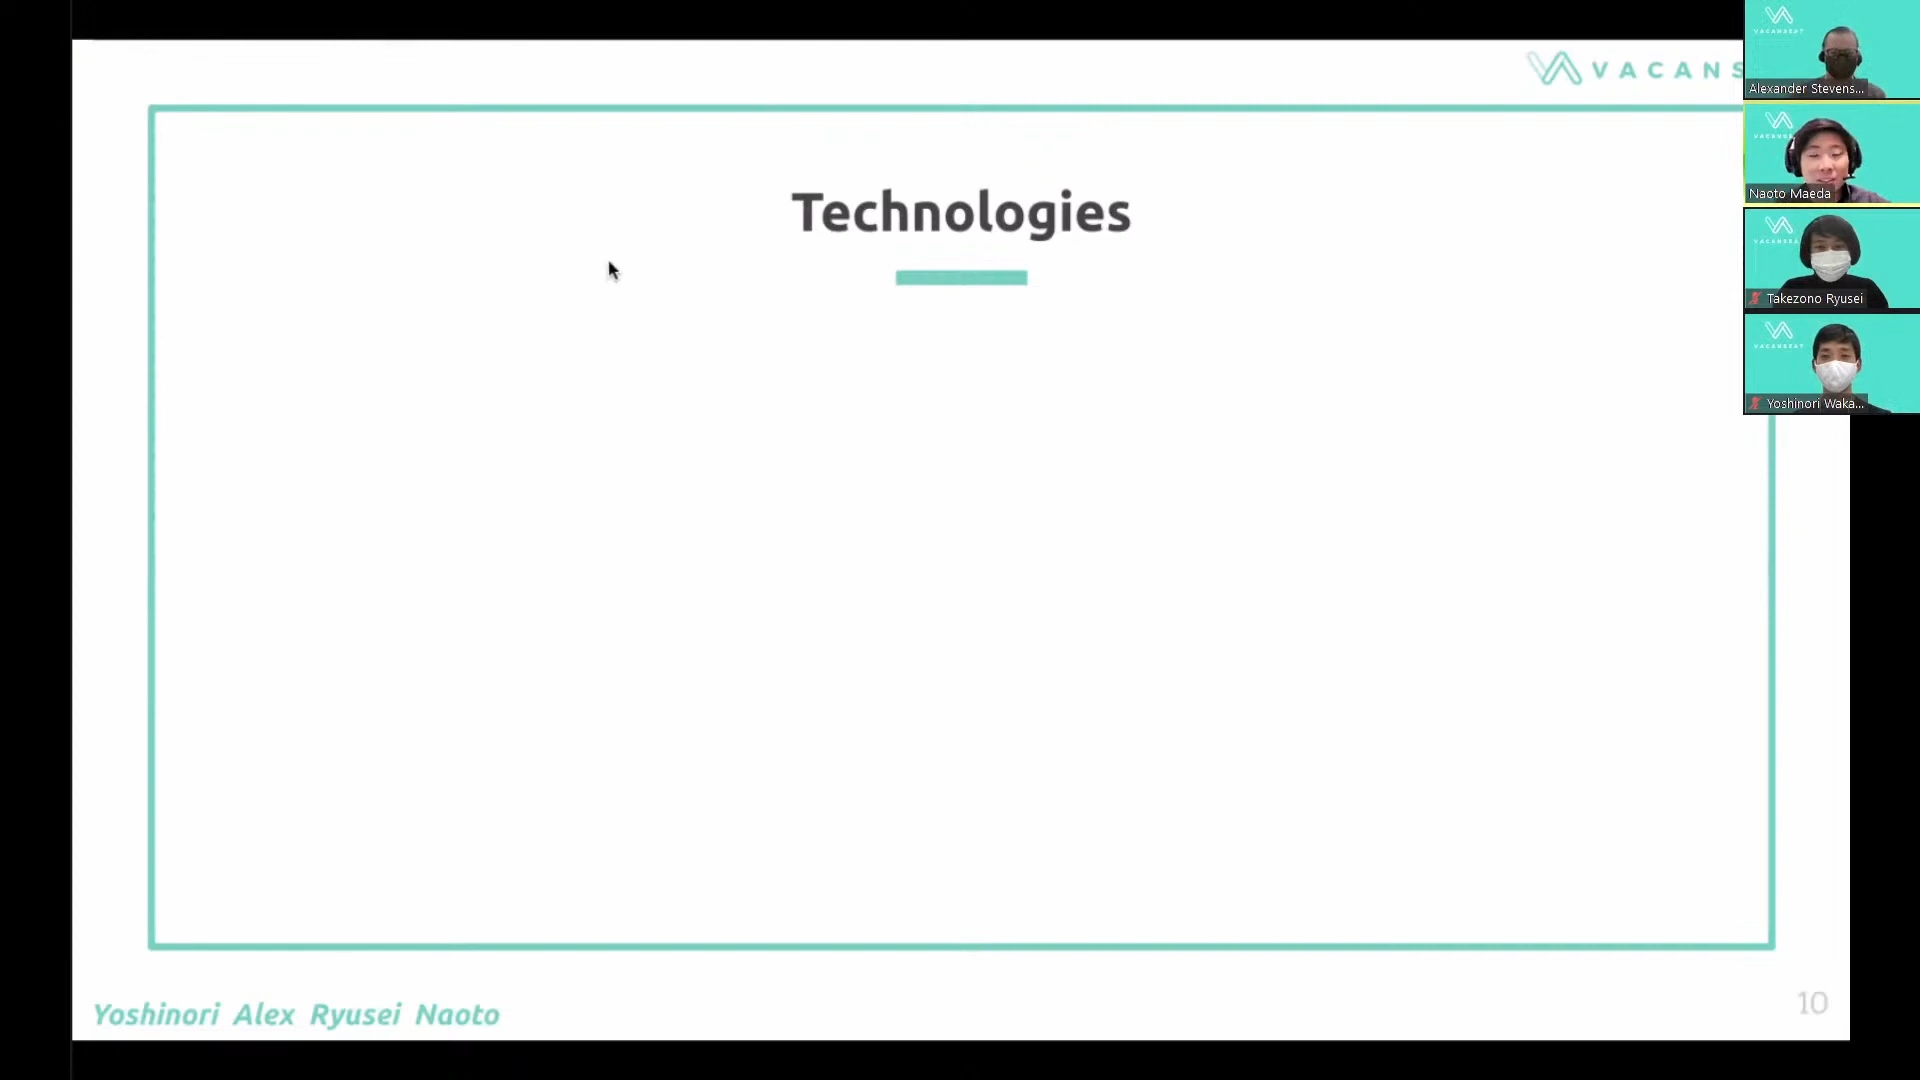 VACANS
Technologies
Alexander Stevens...
Naoto Maeda
Takezono Ryusei
Yoshinori Waka...
Yoshinori Alex Ryusei Naoto
10